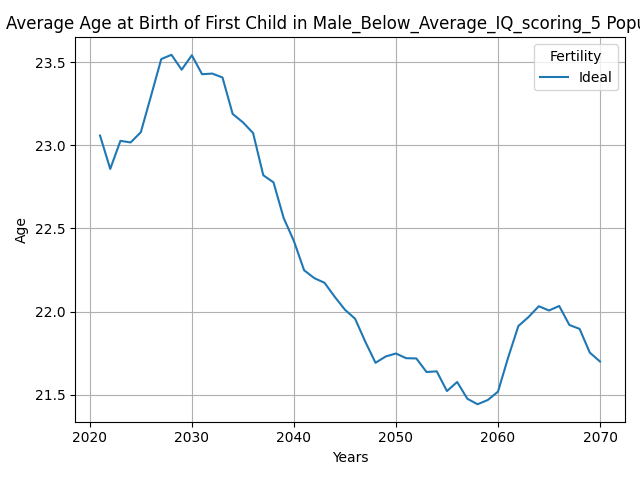 Average Age at Birth of First Child in Male_Below_Average_IQ_scoring_5 Popu
Fertility
Ideal
23.5
23.0
22.5
22.0
21.5
Age
2020 2030 2040 2050 2060 2070
Years